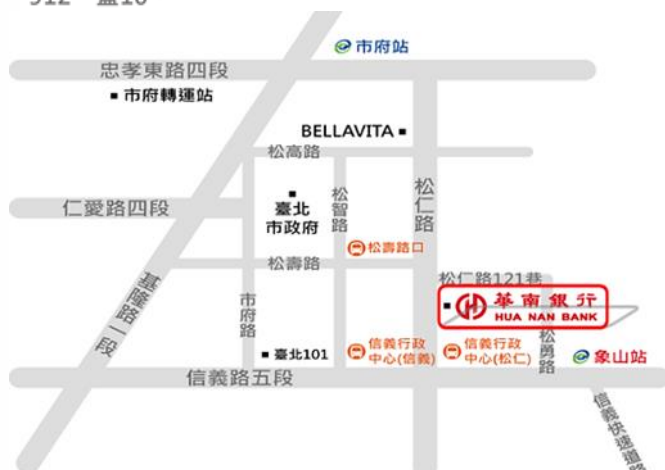 市府站
忠孝東路四段
市府轉運站
BELLAVITA
松高路
仁愛路四段
臺北
市政府
松智路
松仁路
松壽路口
松壽路
松仁路121巷
華南銀行
HUA NAN BANK
基隆路一段
市府路
臺北101
信義行政
中心(信義)
信義行政
中心(松仁)
松勇路
象山站
信義路五段
信義快速道路